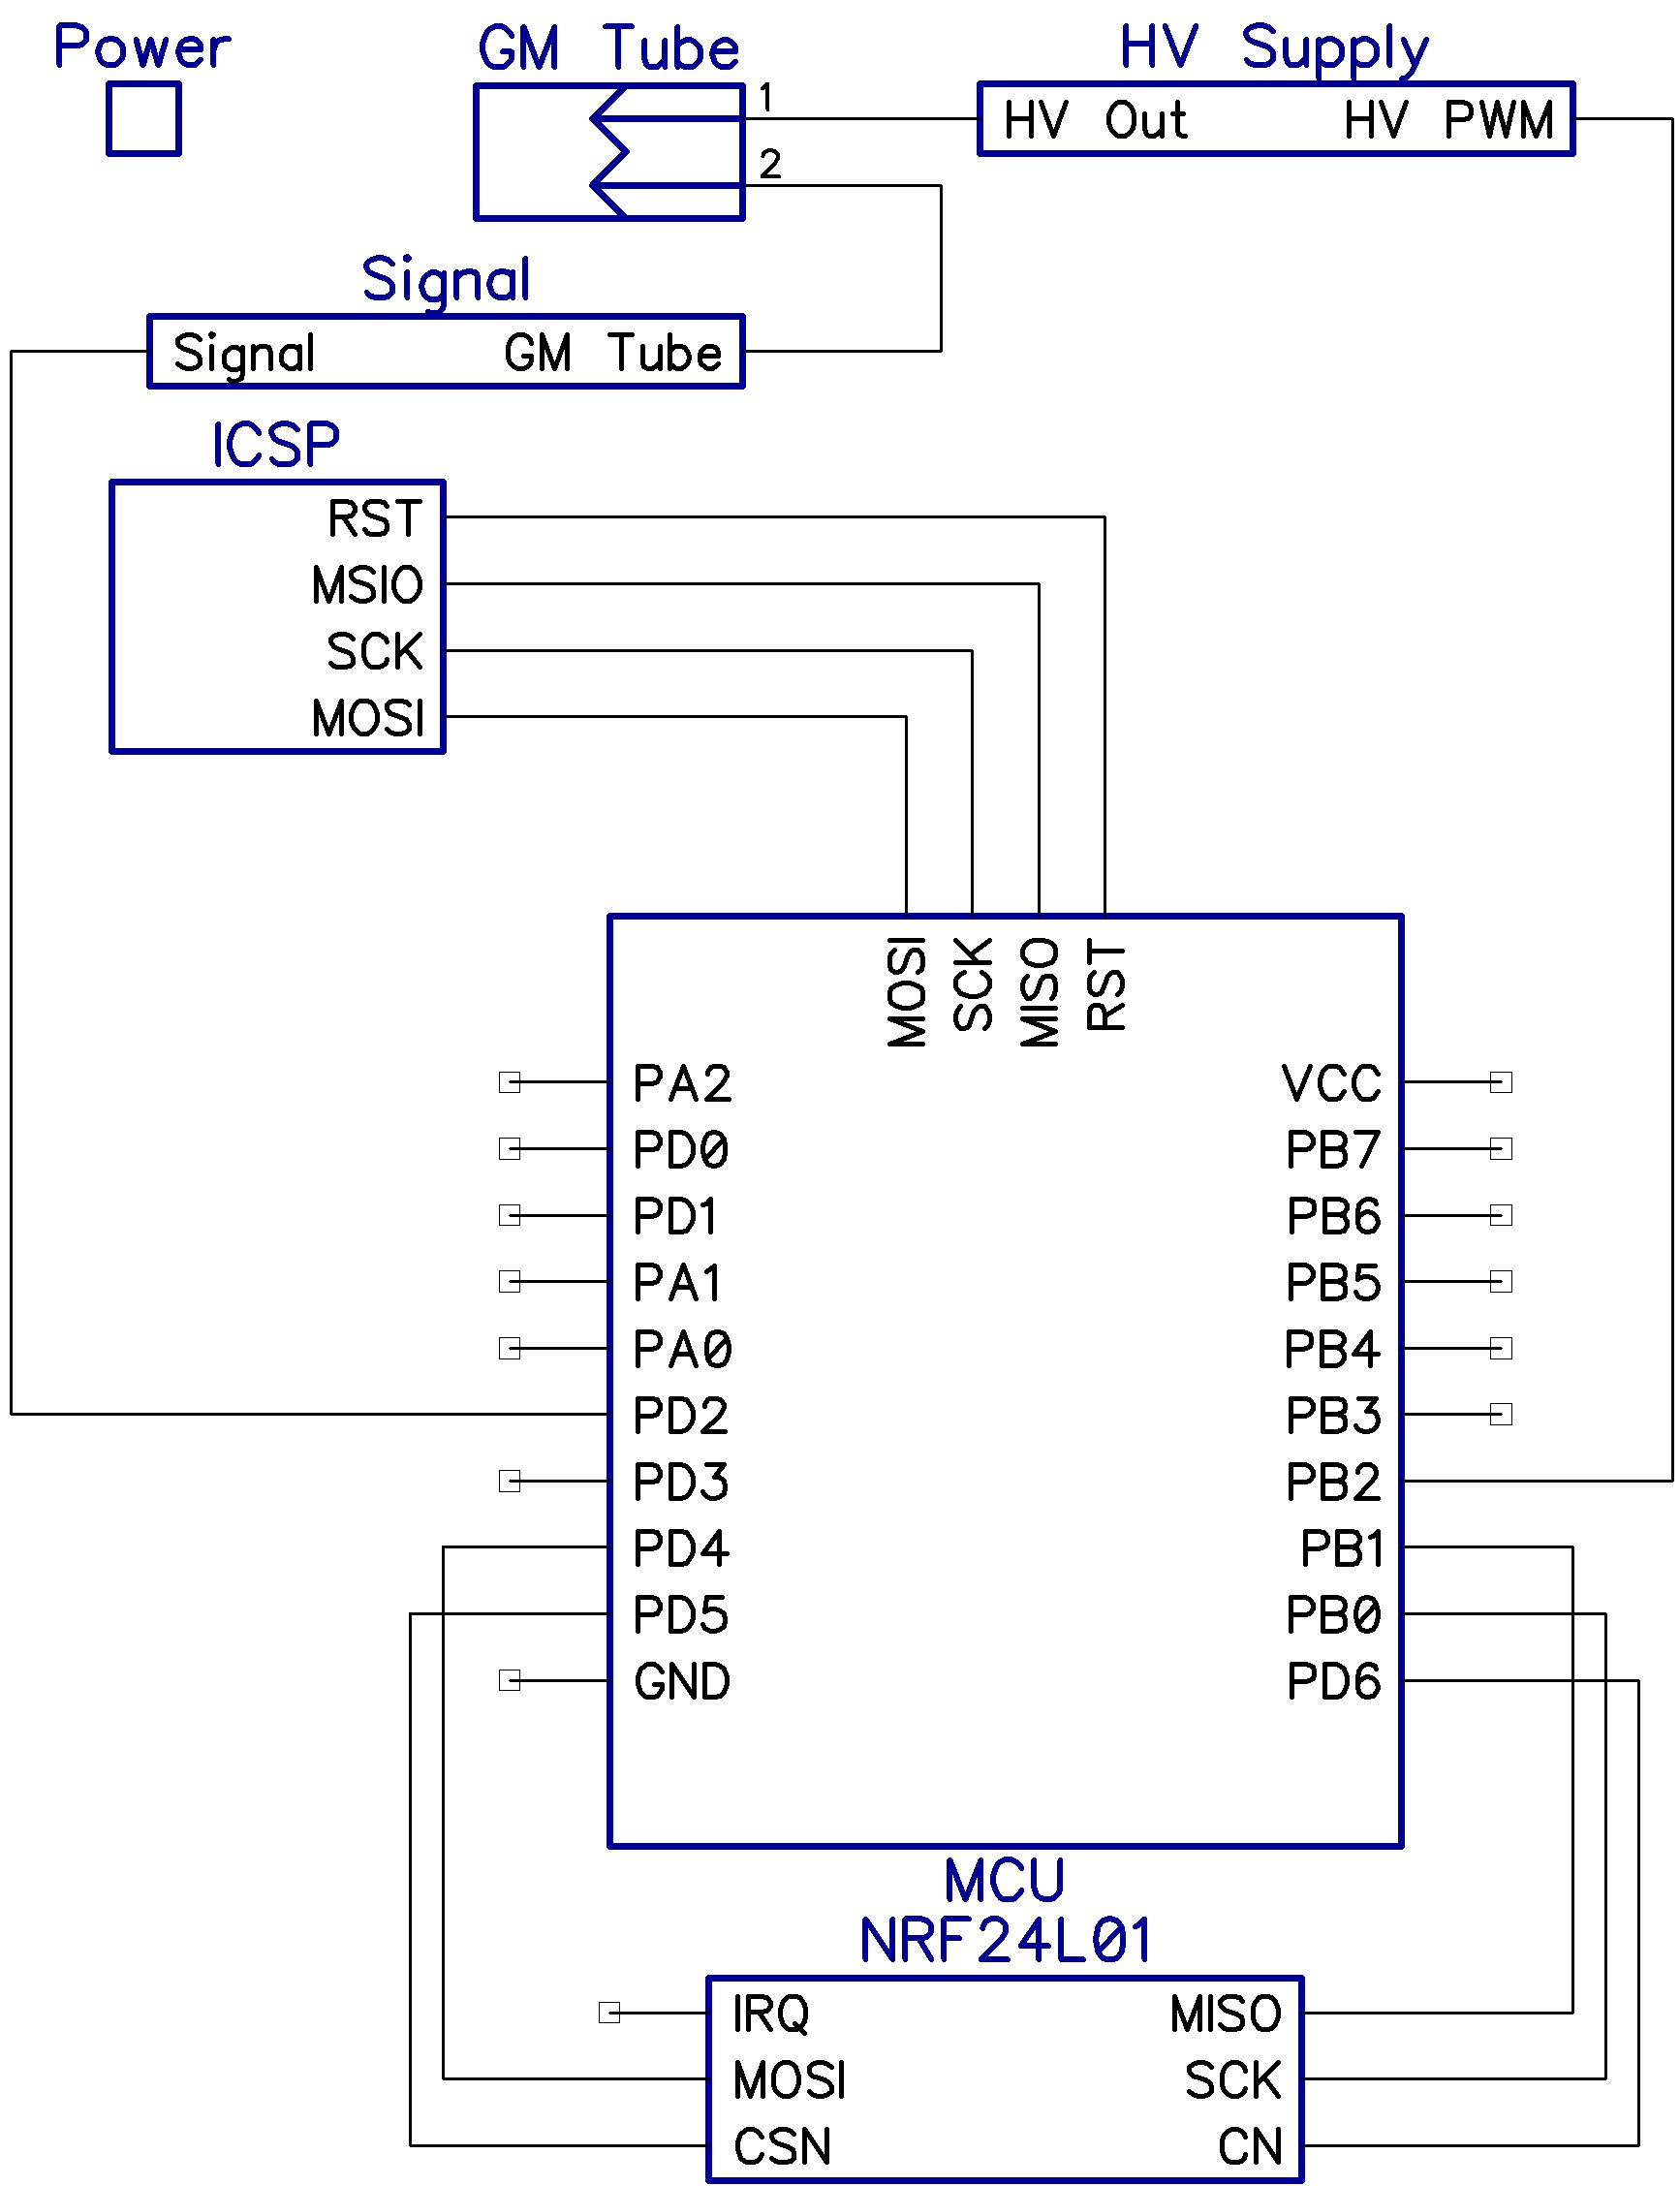 Power
GM Tube
HV Supply
1
HV Out HV PWM
2
Signal
Signal GM Tube
ICSP
RST
MSIO
SCK
MOSI
MOSI
SCK
MISO
RST
PA2 VCC
PD0 PB7
PD1 PB6
PA1 PB5
PA0 PB4
PD2 PB3
PD3 PB2
PD4 PB1
PD5 PB0
GND PD6
MCU
NRF24L01
IRQ MISO
MOSI SCK
CSN CN